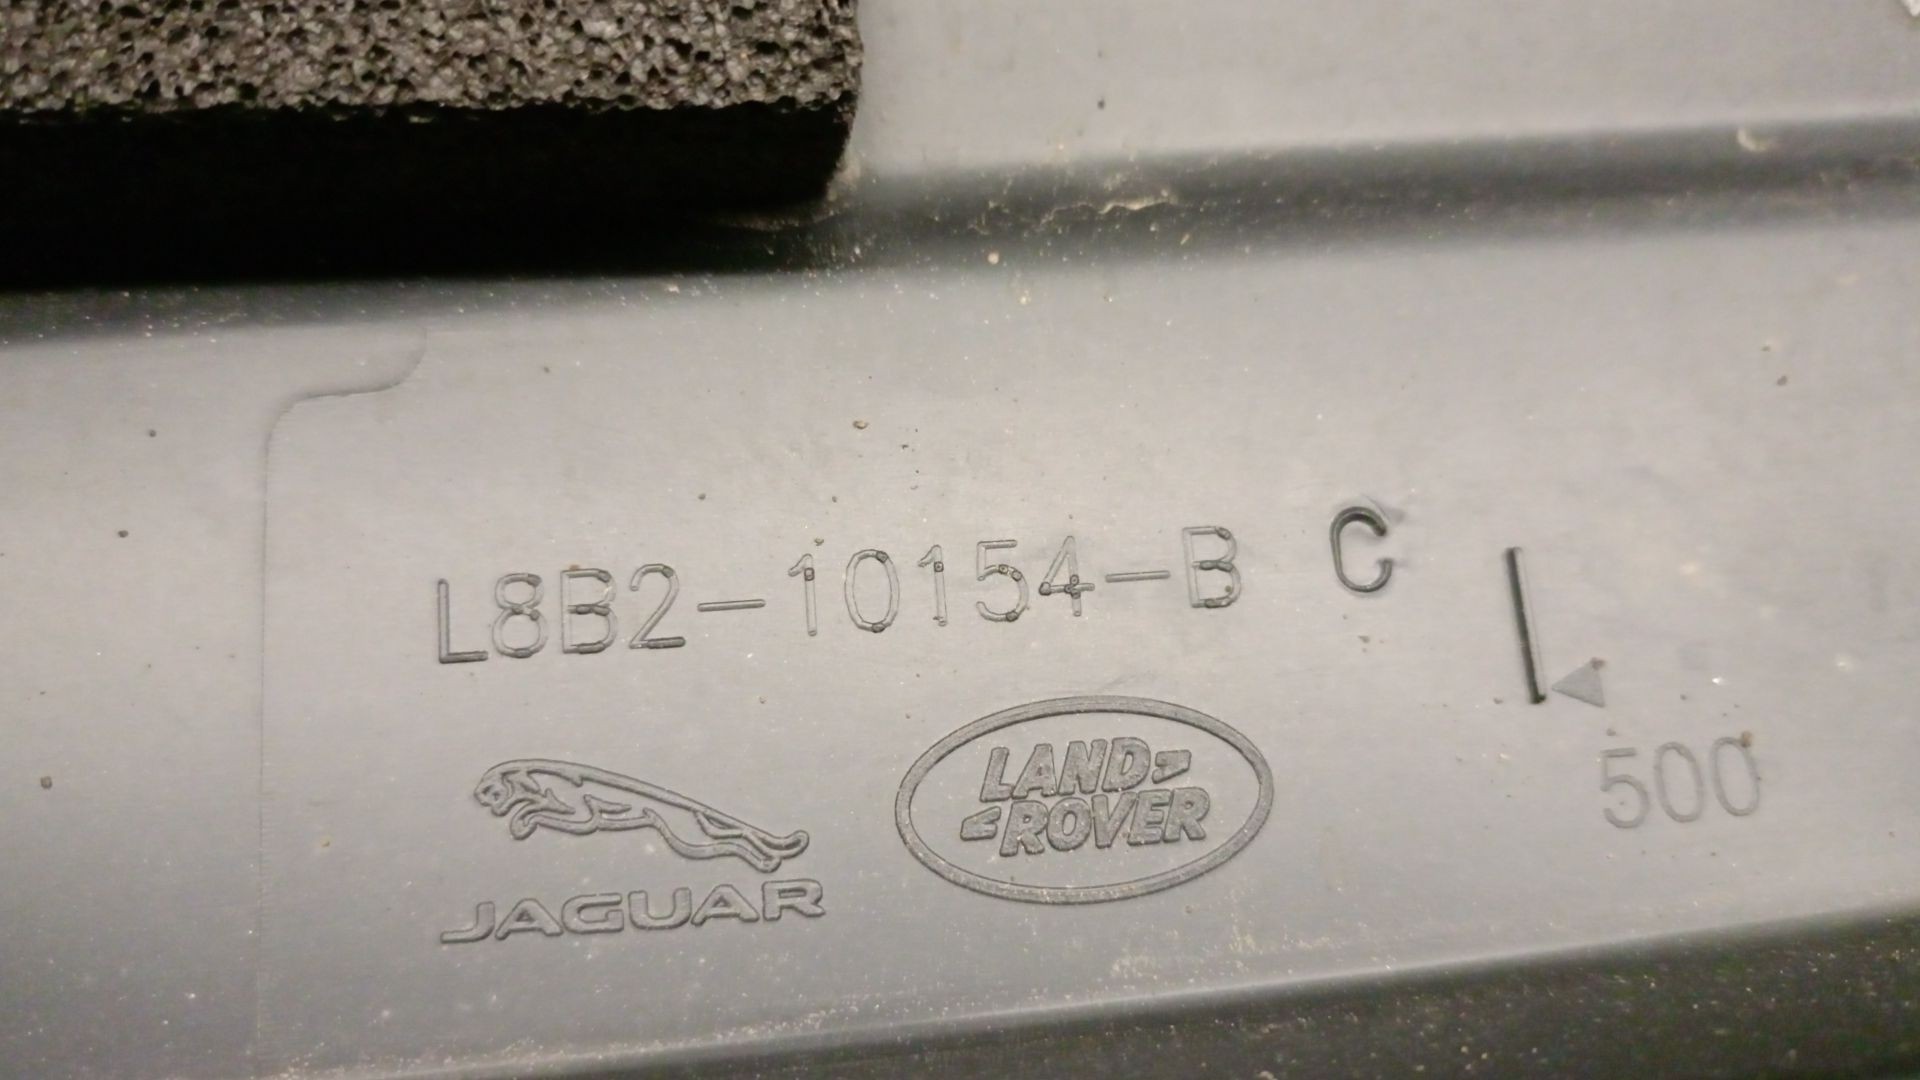 L8B2-10154-B C
500
JAGUAR
LAND
ROVER